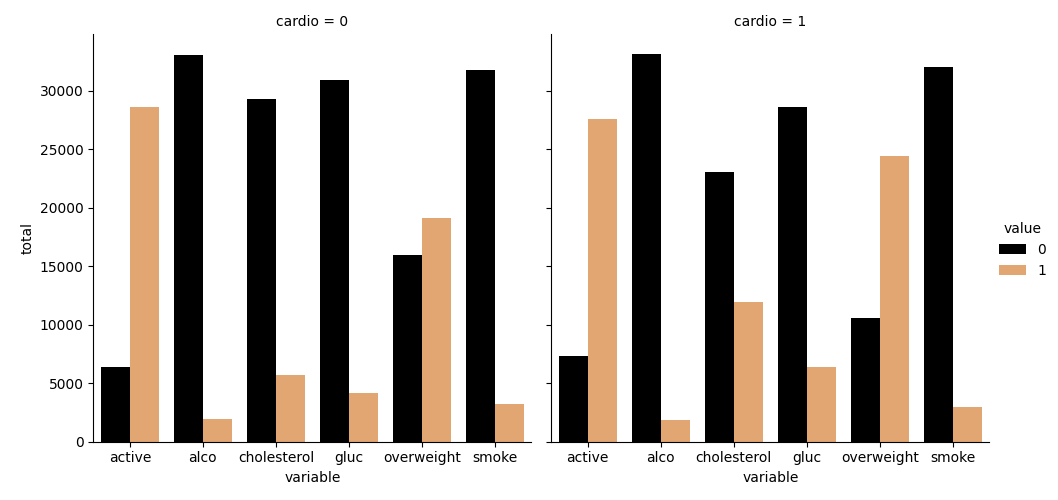 cardio = 0
cardio = 1
total
30000
25000
20000
15000
10000
5000
0
active alco cholesterol gluc overweight smoke
active alco cholesterol gluc overweight smoke
variable
variable
value
0
1